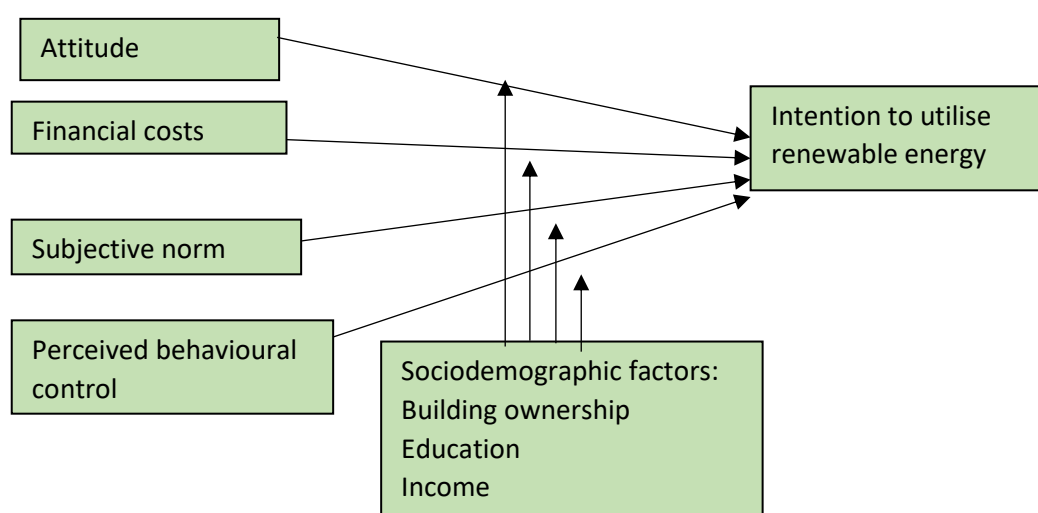 Attitude
Financial costs
Subjective norm
Perceived behavioural
control
Intention to utilise
renewable energy
Sociodemographic factors:
Building ownership
Education
Income